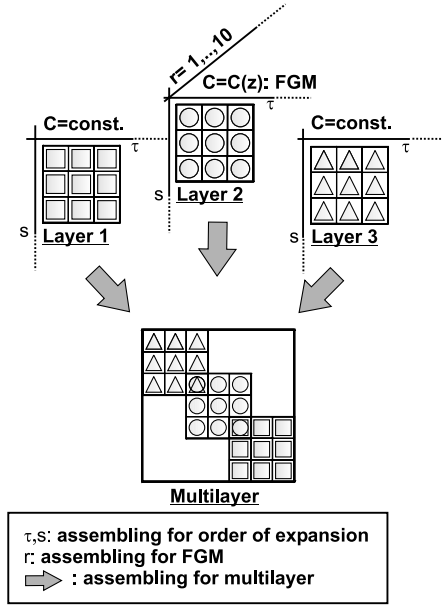 r= 1,..,10
C=C(z): FGM
τ
C=const.
τ
s
Layer 1
s
Layer 2
C=const.
τ
s
Layer 3
Multilayer
τ,s: assembling for order of expansion
r: assembling for FGM
: assembling for multilayer